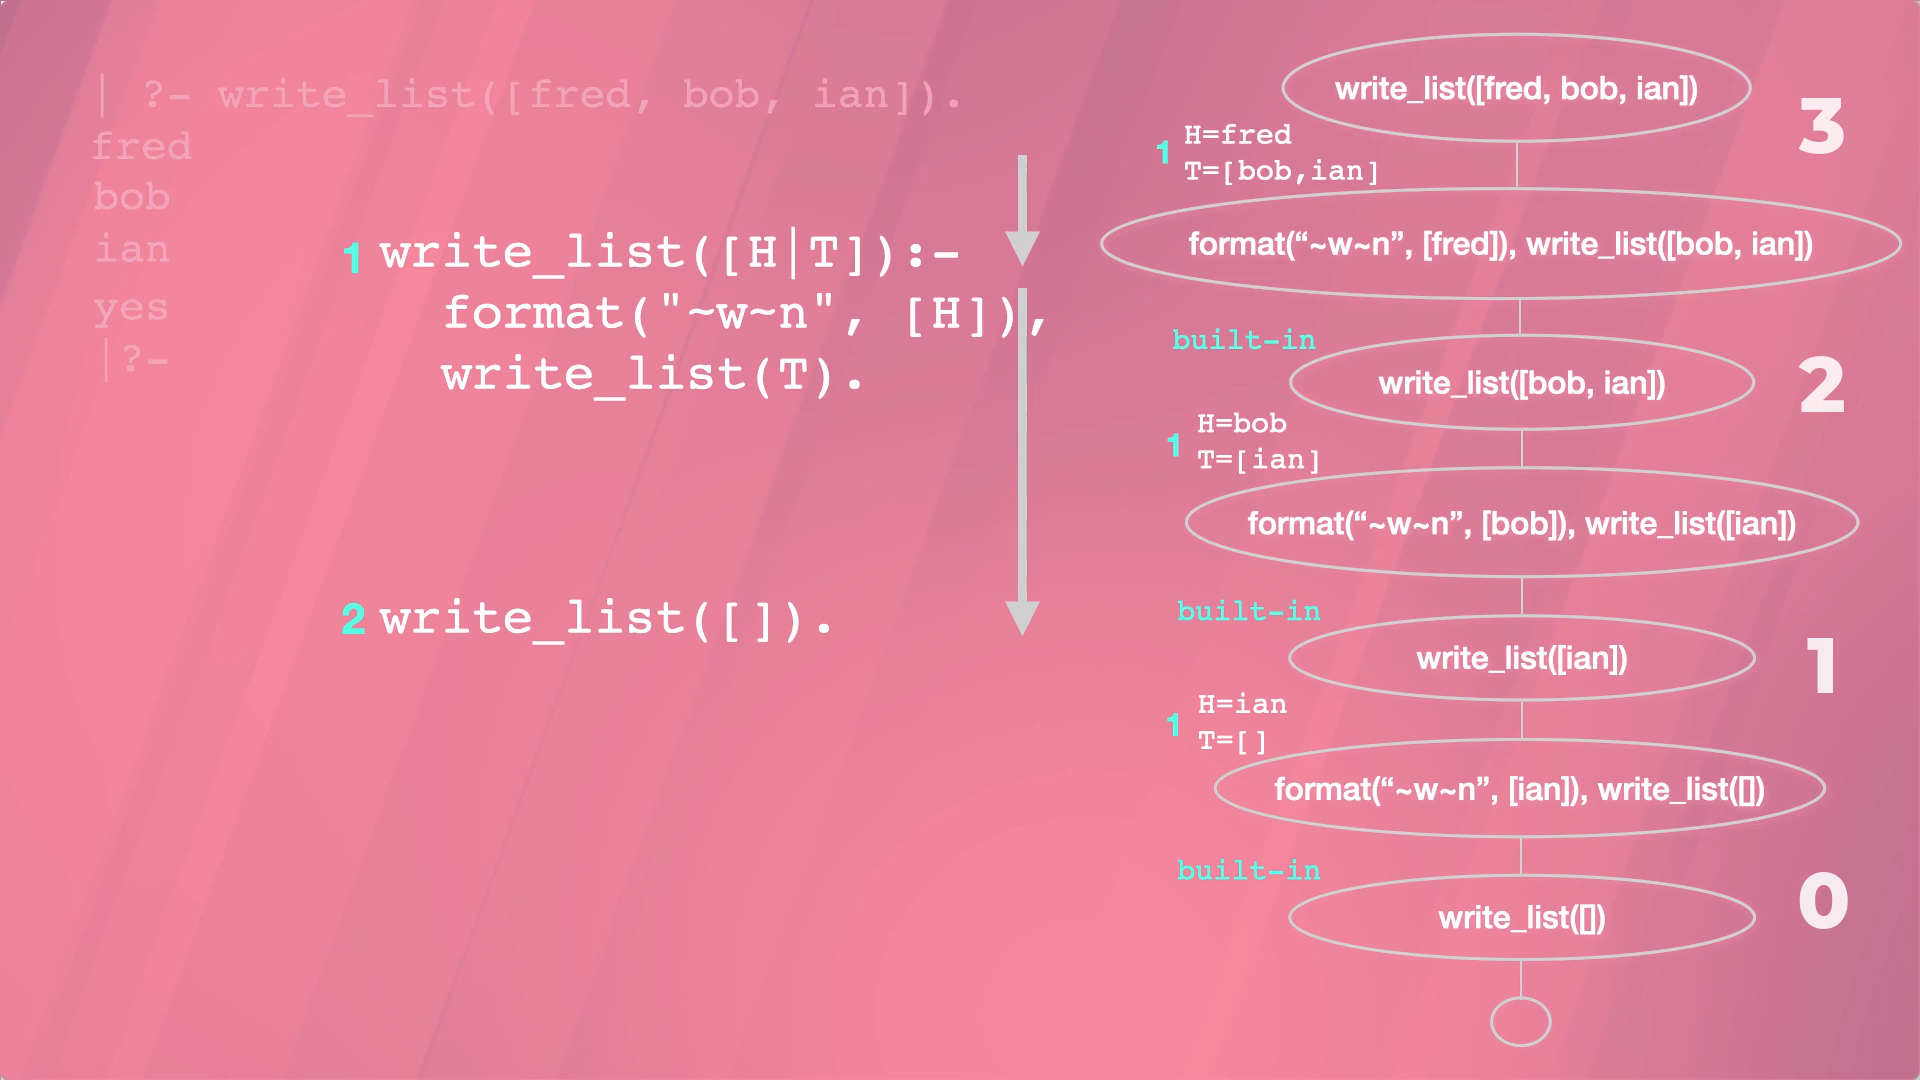 | ?- write_list([fred, bob, ian]).
fred
bob
ian
yes
|?-
1 write_list([H|T]):-
format("~w~n", [H]),
write_list(T).
2 write_list([]).
write_list([fred, bob, ian])
3
1 H=fred
T=[bob,ian]
format(“~w~n”, [fred]), write_list([bob, ian])
built-in
write_list([bob, ian])
2
1 H=bob
T=[ian]
format(“~w~n”, [bob]), write_list([ian])
built-in
write_list([ian])
1
1 H=ian
T=[]
format(“~w~n”, [ian]), write_list([])
built-in
write_list([])
0